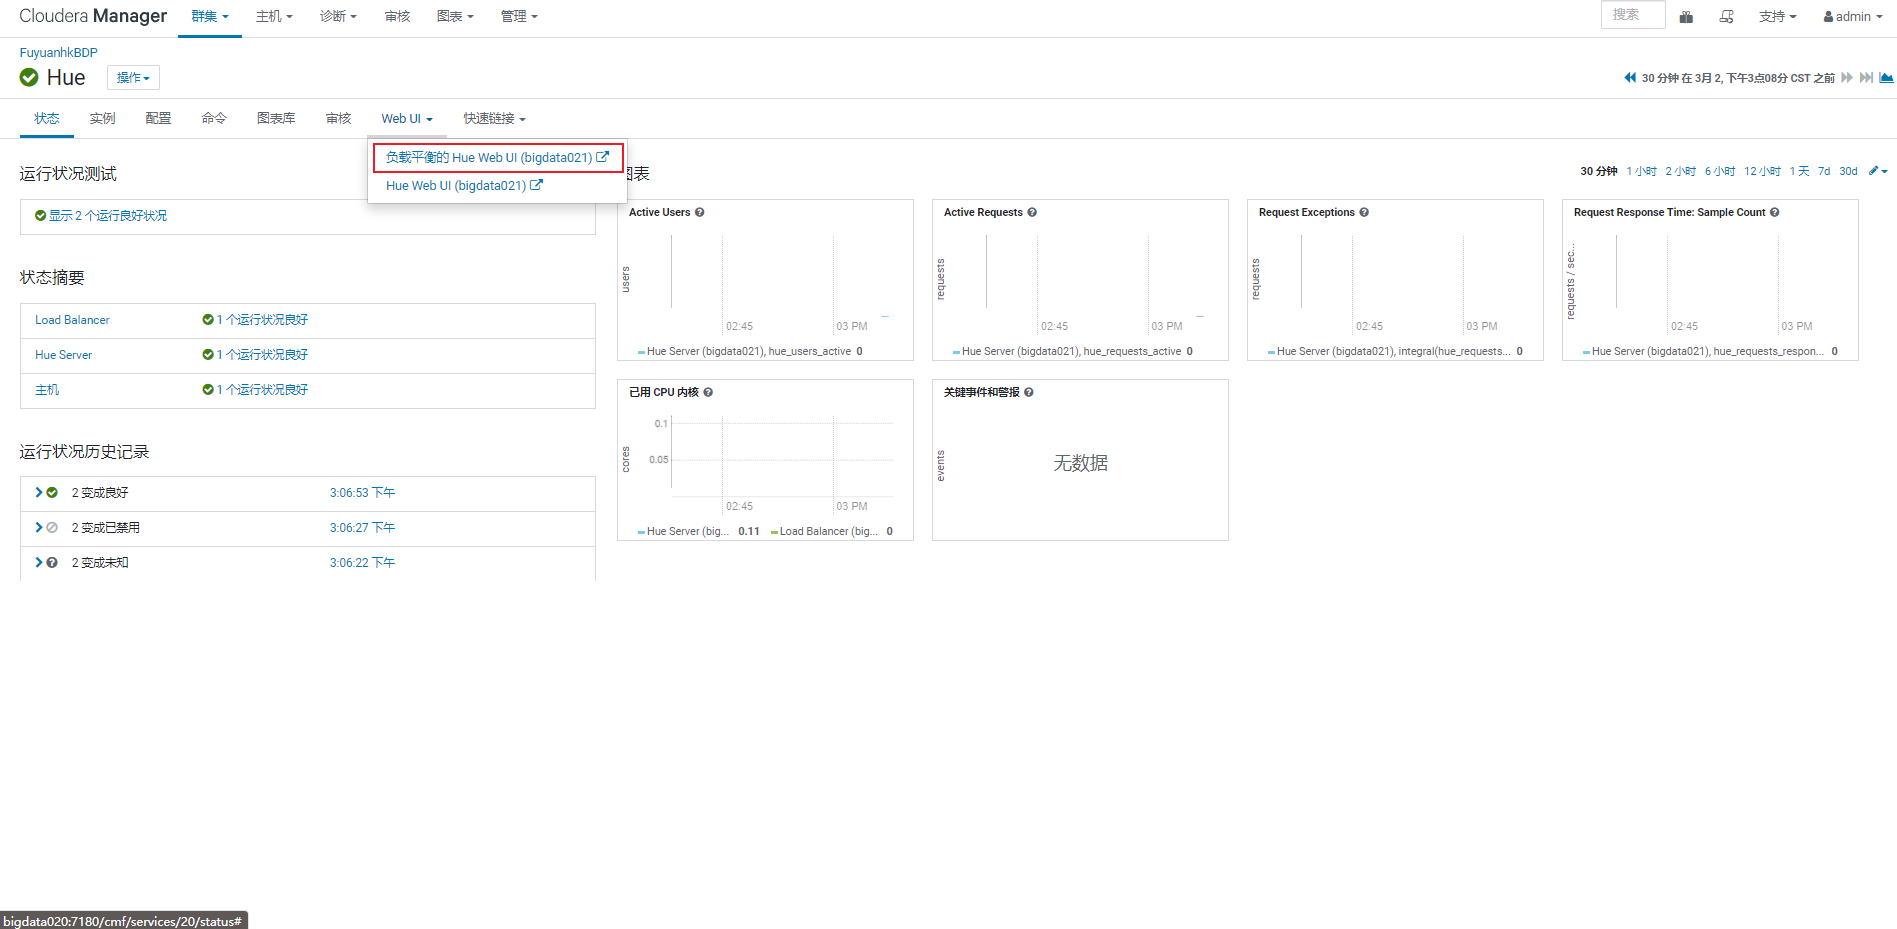 Cloudera Manager 群集 主机 诊断 审核 图表 管理 搜索 支持 admin
FuyuanhkBDP
Hue 操作 30 分钟 在 3月 2, 下午3点08分 CST 之前
状态 实例 配置 命令 图表库 审核 Web UI 快速链接
负载平衡的 Hue Web UI (bigdata021)
Hue Web UI (bigdata021)
运行状况测试
显示 2 个运行良好状况
状态摘要
Load Balancer 1 个运行状况良好
Hue Server 1 个运行状况良好
主机 1 个运行状况良好
运行状况历史记录
2 变成良好 3:06:53 下午
2 变成已禁用 3:06:27 下午
2 变成未知 3:06:22 下午
图表 30 分钟 1 小时 2 小时 6 小时 12 小时 1 天 7d 30d
Active Users
users
02:45 03 PM
Hue Server (bigdata021), hue_users_active 0
Active Requests
requests
02:45 03 PM
Hue Server (bigdata021), hue_requests_active 0
Request Exceptions
requests
02:45 03 PM
Hue Server (bigdata021), integral(hue_requests... 0
Request Response Time: Sample Count
requests / sec...
02:45 03 PM
Hue Server (bigdata021), hue_requests_respon... 0
已用 CPU 内核
cores
0.1
0.05
02:45 03 PM
Hue Server (big... 0.11 Load Balancer (big... 0
关键事件和警报
events
无数据
bigdata020:7180/cmf/services/20/status#